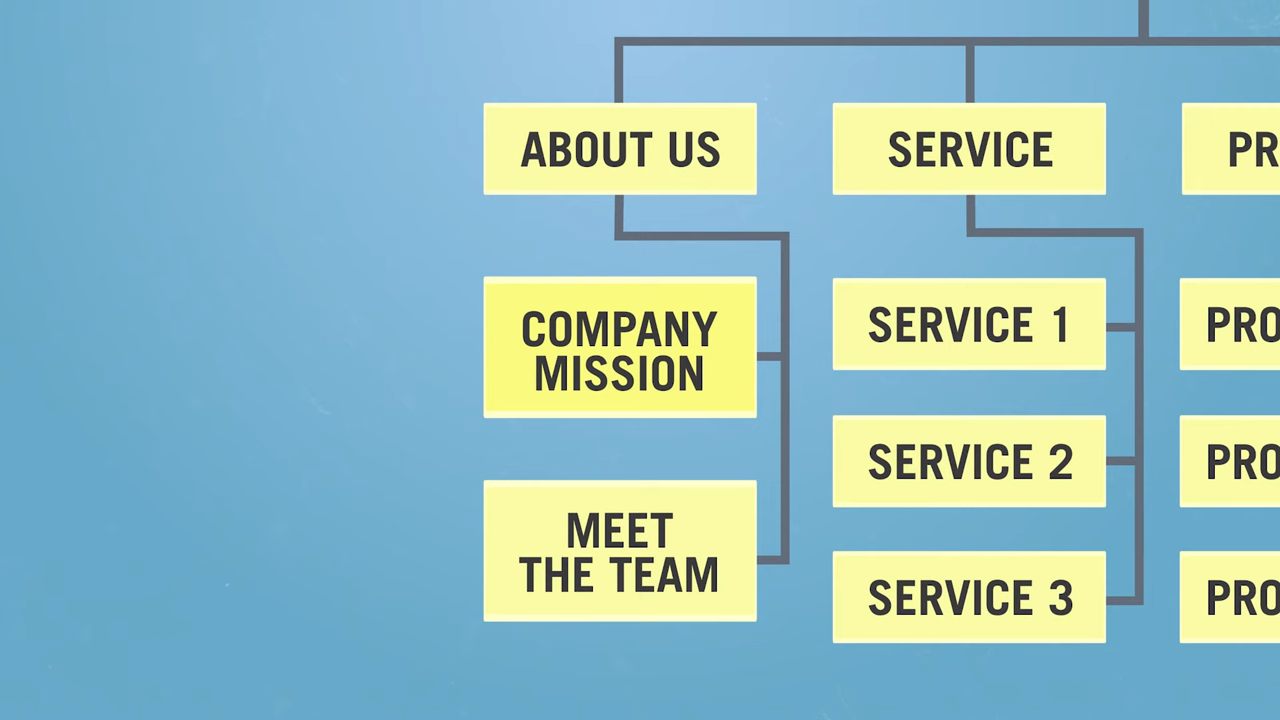 ABOUT US
SERVICE
COMPANY
MISSION
SERVICE 1
MEET
THE TEAM
SERVICE 2
SERVICE 3